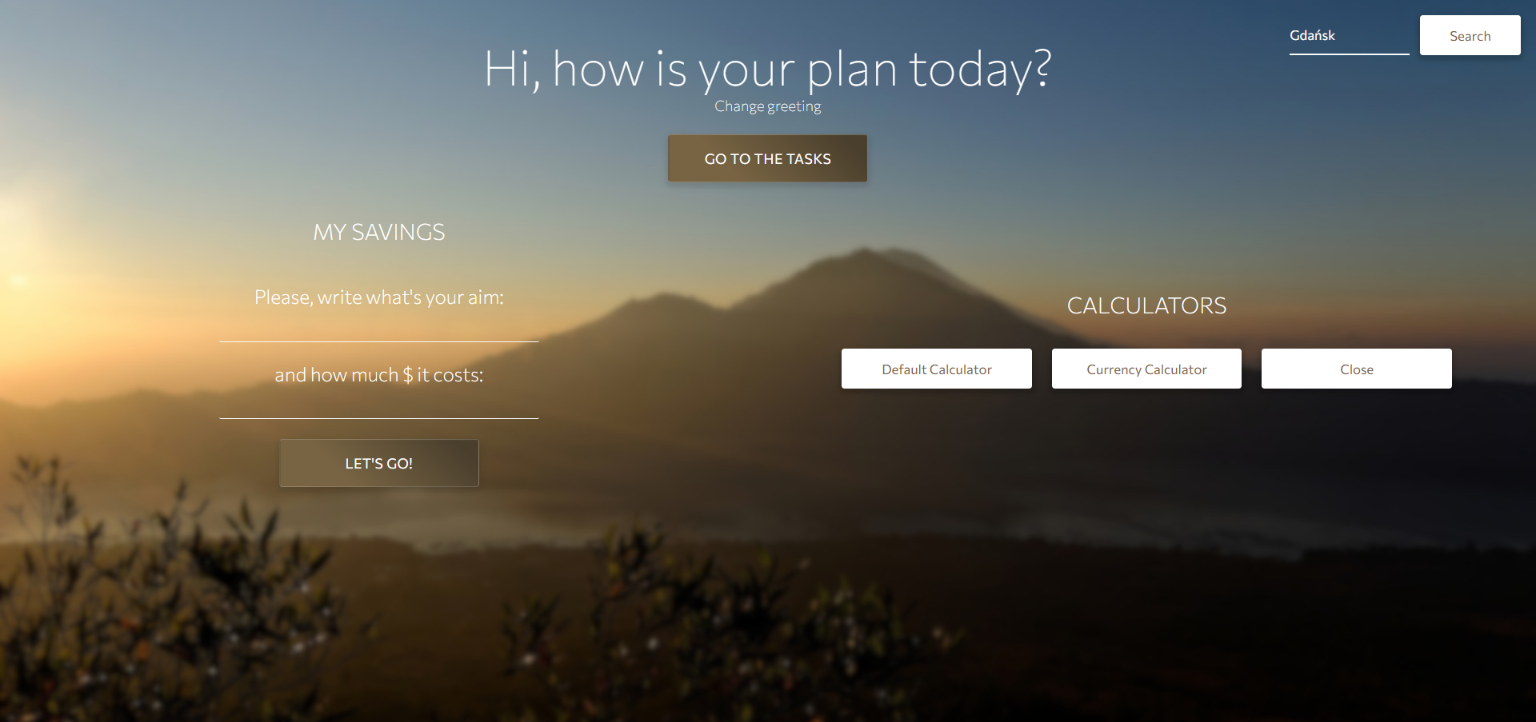 Gdańsk
Search
Hi, how is your plan today?
Change greeting
GO TO THE TASKS
MY SAVINGS
Please, write what's your aim:
and how much $ it costs:
LET'S GO!
CALCULATORS
Default Calculator
Currency Calculator
Close